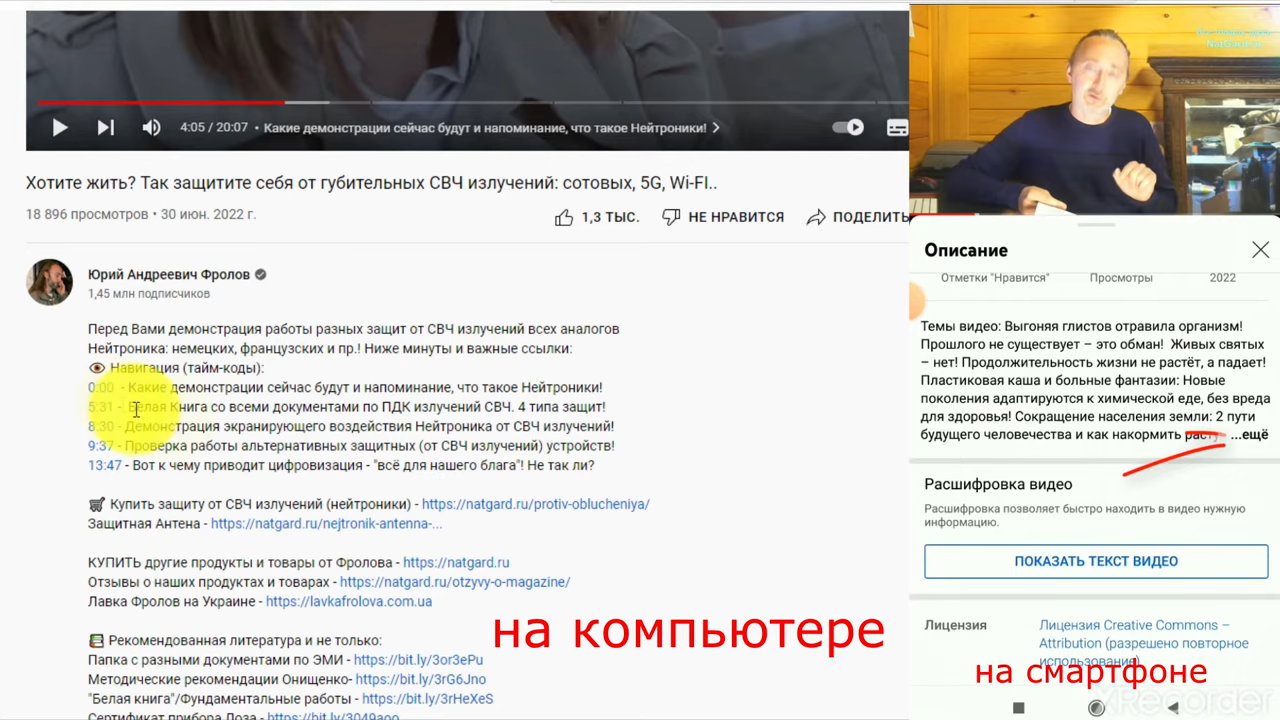 4:05 / 20:07 • Какие демонстрации сейчас будут и напоминание, что такое Нейтроники!
Хотите жить? Так защитите себя от губительных СВЧ излучений: сотовых, 5G, Wi-FI..
18 896 просмотров • 30 июн. 2022 г.
1,3 ТЫС. НЕ НРАВИТСЯ ПОДЕЛИТЬ
Юрий Андреевич Фролов
1,45 млн подписчиков
Перед Вами демонстрация работы разных защит от СВЧ излучений всех аналогов
Нейтроника: немецких, французских и пр.! Ниже минуты и важные ссылки:
Навигация (тайм-коды):
0:00 - Какие демонстрации сейчас будут и напоминание, что такое Нейтроники!
5:31 - Белая Книга со всеми документами по ПДК излучений СВЧ. 4 типа защит!
8:30 - Демонстрация экранирующего воздействия Нейтроника от СВЧ излучений!
9:37 - Проверка работы альтернативных защитных (от СВЧ излучений) устройств!
13:47 - Вот к чему приводит цифровизация - "всё для нашего блага"! Не так ли?
Купить защиту от СВЧ излучений (нейтроники) - https://natgard.ru/protiv-oblucheniya/
Защитная Антена - https://natgard.ru/nejtronik-antenna-...
КУПИТЬ другие продукты и товары от Фролова - https://natgard.ru
Отзывы о наших продуктах и товарах - https://natgard.ru/otzyvy-o-magazine/
Лавка Фролов на Украине - https://lavkafrolova.com.ua
Рекомендованная литература и не только:
Папка с разными документами по ЭМИ - https://bit.ly/3or3ePu
Методические рекомендации Онищенко- https://bit.ly/3rG6Jno
"Белая книга"/Фундаментальные работы - https://bit.ly/3rHeXeS
Сертификат прибора Доза - https://bit.ly/3049aoo
на компьютере
Описание
Отметки "Нравится" Просмотры 2022
Темы видео: Выгоняя глистов отравила организм!
Прошлого не существует – это обман! Живых святых
– нет! Продолжительность жизни не растёт, а падает!
Пластиковая каша и больные фантазии: Новые
поколения адаптируются к химической еде, без вреда
для здоровья! Сокращение населения земли: 2 пути
будущего человечества и как накормить расту ...ещё
Расшифровка видео
Расшифровка позволяет быстро находить в видео нужную
информацию.
ПОКАЗАТЬ ТЕКСТ ВИДЕО
Лицензия
Лицензия Creative Commons –
Attribution (разрешено повторное
использование)
на смартфоне
XRecorder